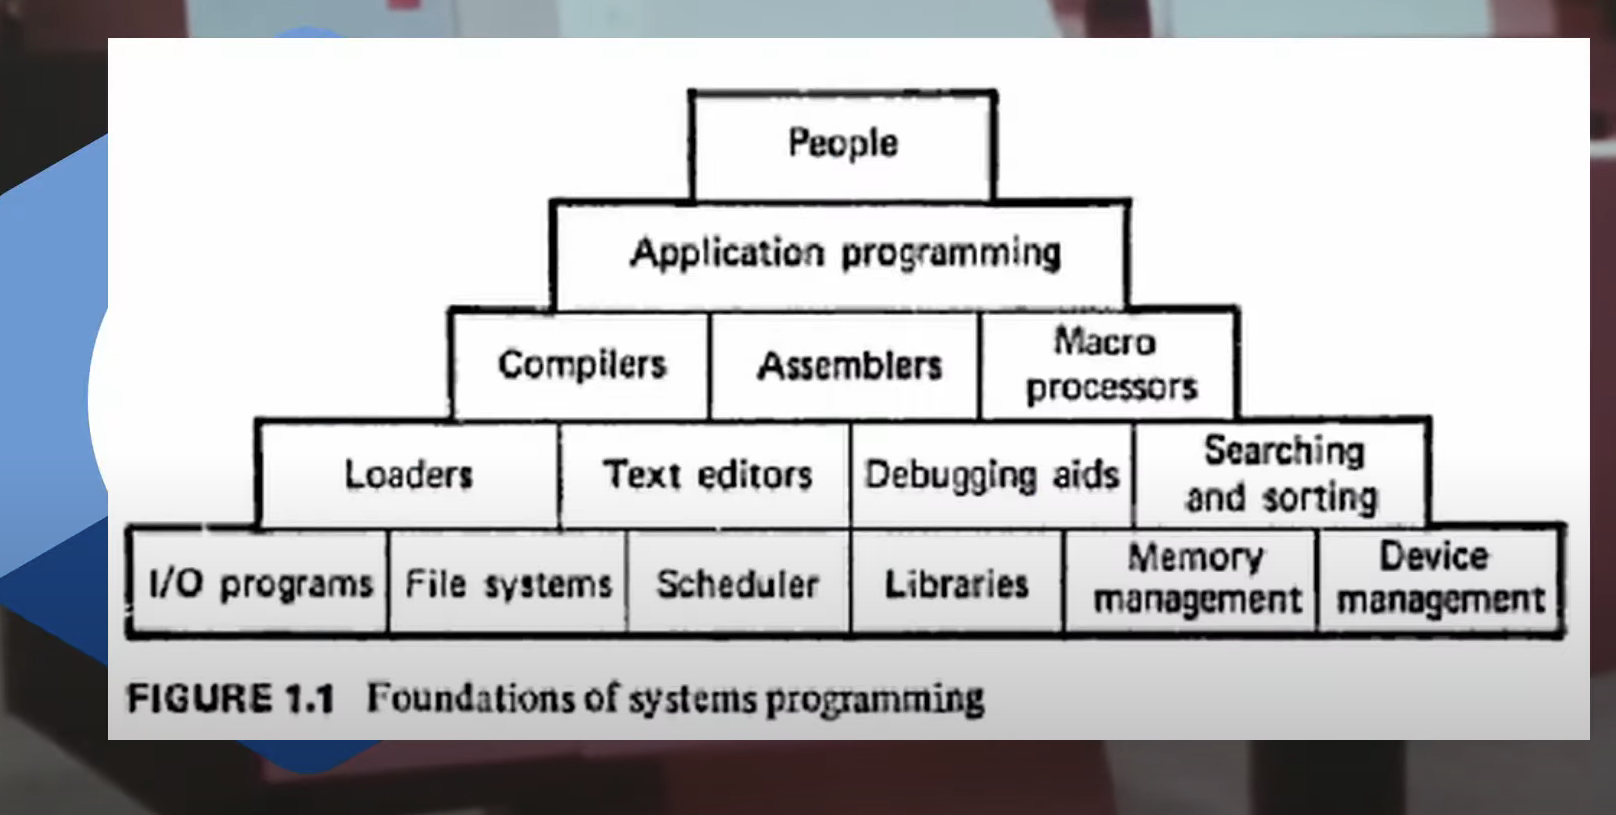 People
Application programming
Compilers
Assemblers
Macro
processors
Loaders
Text editors
Debugging aids
Searching
and sorting
I/O programs
File systems
Scheduler
Libraries
Memory
management
Device
management
FIGURE 1.1 Foundations of systems programming